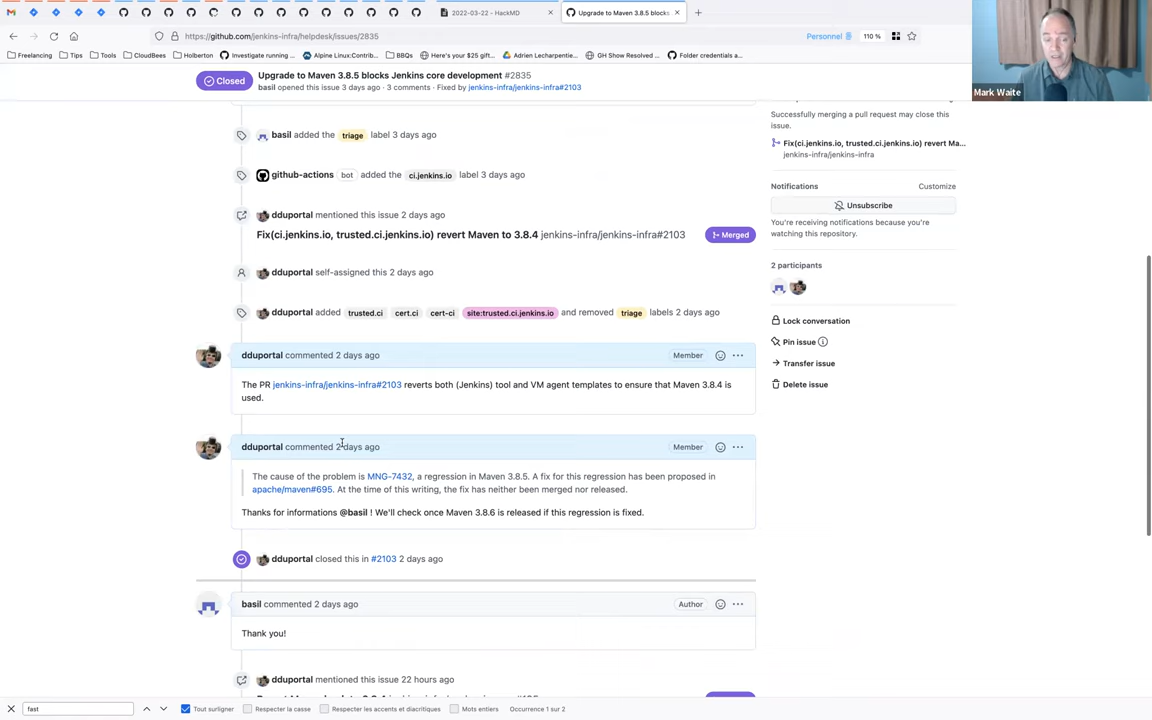 2022-03-22 - HackMD
Upgrade to Maven 3.8.5 blocks
https://github.com/jenkins-infra/helpdesk/issues/2835
Personnel
110 %
Freelancing
Tips
Tools
CloudBees
Holberton
Investigate running ...
Alpine Linux:Contrib...
BBQs
Here's your $25 gift...
Adrien Lecharpentie...
GH Show Resolved ...
Folder credentials a...
Mark Waite
Closed
Upgrade to Maven 3.8.5 blocks Jenkins core development #2835
basil opened this issue 3 days ago · 3 comments · Fixed by jenkins-infra/jenkins-infra#2103
basil added the triage label 3 days ago
github-actions bot added the ci.jenkins.io label 3 days ago
dduportal mentioned this issue 2 days ago
Fix(ci.jenkins.io, trusted.ci.jenkins.io) revert Maven to 3.8.4 jenkins-infra/jenkins-infra#2103
Merged
dduportal self-assigned this 2 days ago
dduportal added trusted.ci cert.ci cert-ci site:trusted.ci.jenkins.io and removed triage labels 2 days ago
dduportal commented 2 days ago
Member
The PR jenkins-infra/jenkins-infra#2103 reverts both (Jenkins) tool and VM agent templates to ensure that Maven 3.8.4 is
used.
dduportal commented 2 days ago
Member
The cause of the problem is MNG-7432, a regression in Maven 3.8.5. A fix for this regression has been proposed in
apache/maven#695. At the time of this writing, the fix has neither been merged nor released.
Thanks for informations @basil ! We'll check once Maven 3.8.6 is released if this regression is fixed.
dduportal closed this in #2103 2 days ago
basil commented 2 days ago
Author
Thank you!
dduportal mentioned this issue 22 hours ago
Successfully merging a pull request may close this
issue.
Fix(ci.jenkins.io, trusted.ci.jenkins.io) revert Ma...
jenkins-infra/jenkins-infra
Notifications
Customize
Unsubscribe
You're receiving notifications because you're
watching this repository.
2 participants
Lock conversation
Pin issue
Transfer issue
Delete issue
fast
Tout surligner
Respecter la casse
Respecter les accents et diacritiques
Mots entiers
Occurrence 1 sur 2